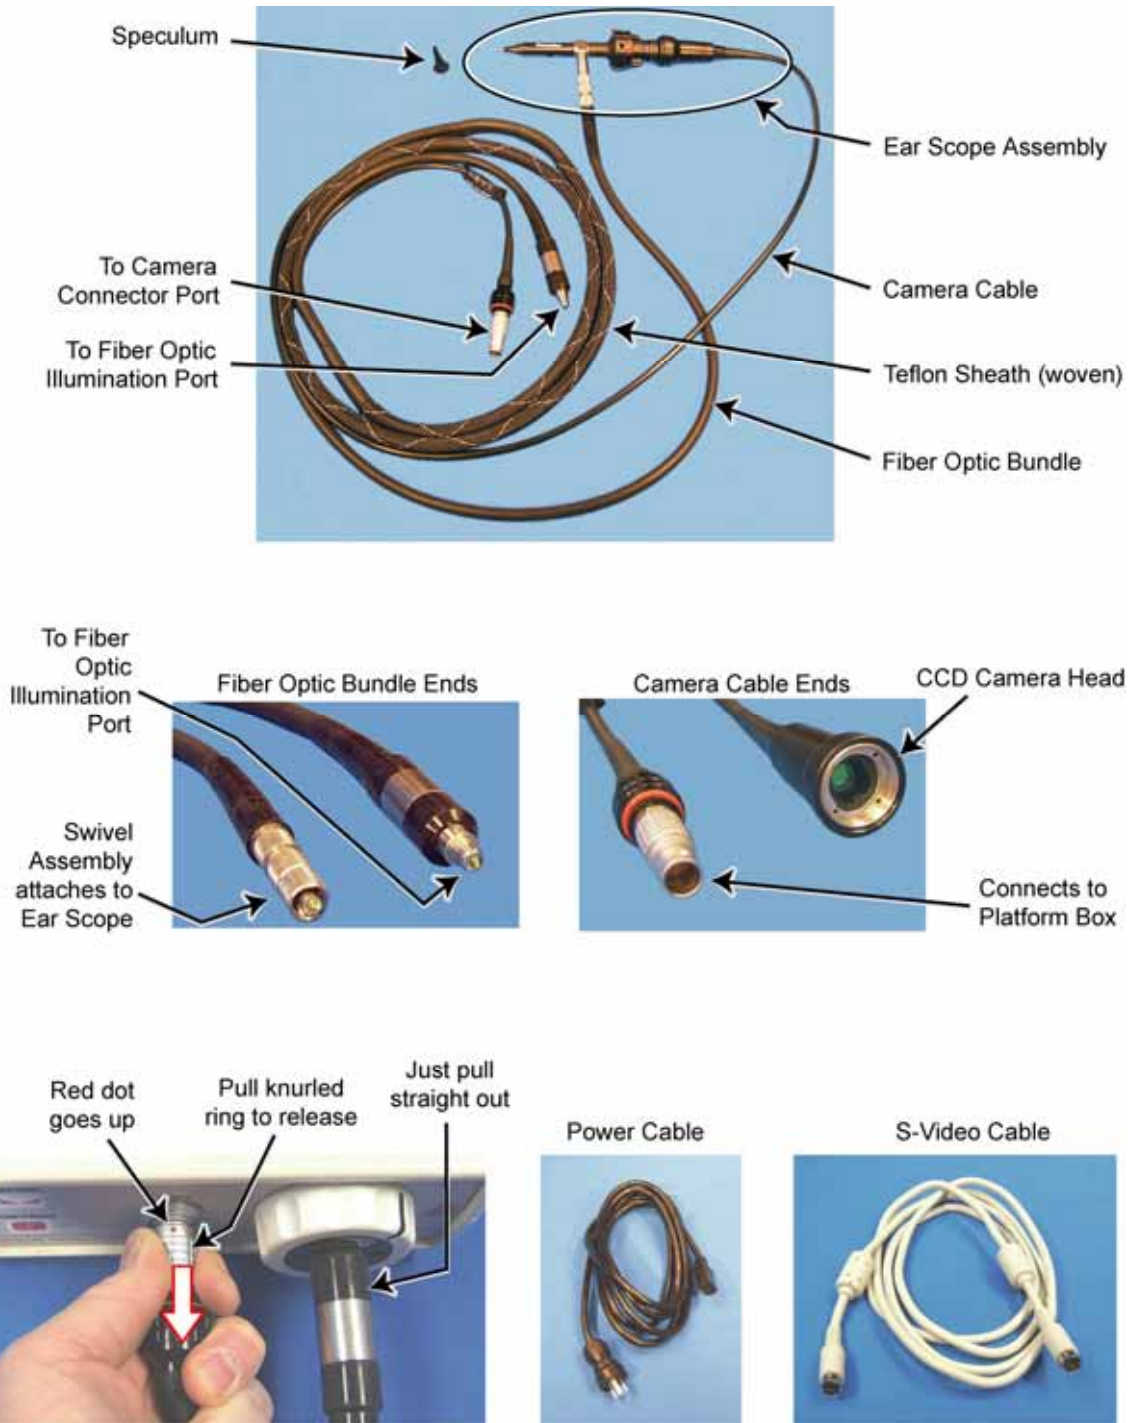 Speculum
Ear Scope Assembly
To Camera
Connector Port
Camera Cable
To Fiber Optic
Illumination Port
Teflon Sheath (woven)
Fiber Optic Bundle
To Fiber
Optic
Illumination
Port
Fiber Optic Bundle Ends
Camera Cable Ends
CCD Camera Head
Swivel
Assembly
attaches to
Ear Scope
Connects to
Platform Box
Red dot
goes up
Pull knurled
ring to release
Just pull
straight out
Power Cable
S-Video Cable